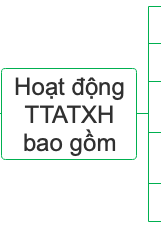 Hoạt động
TTATXH
bao gồm